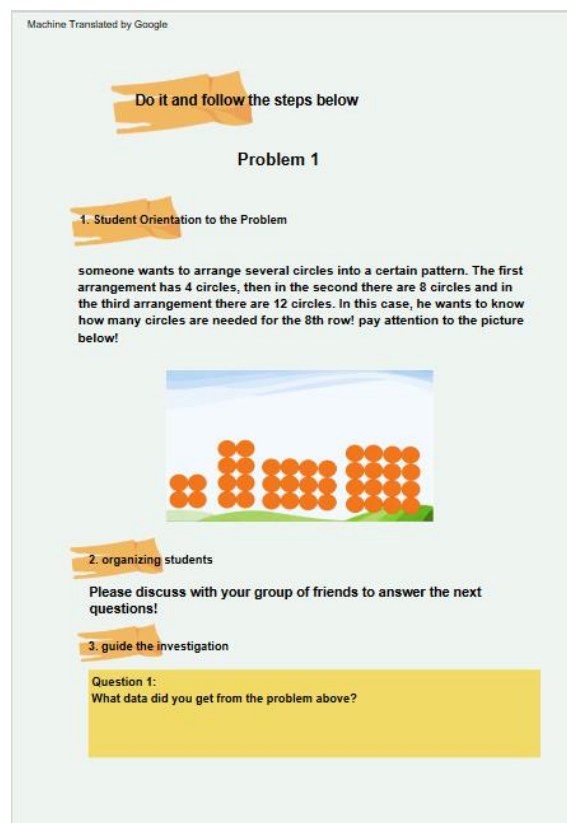 Machine Translated by Google
Do it and follow the steps below
Problem 1
1. Student Orientation to the Problem
someone wants to arrange several circles into a certain pattern. The first
arrangement has 4 circles, then in the second there are 8 circles and in
the third arrangement there are 12 circles. In this case, he wants to know
how many circles are needed for the 8th row! pay attention to the picture
below!
2. organizing students
Please discuss with your group of friends to answer the next
questions!
3. guide the investigation
Question 1:
What data did you get from the problem above?